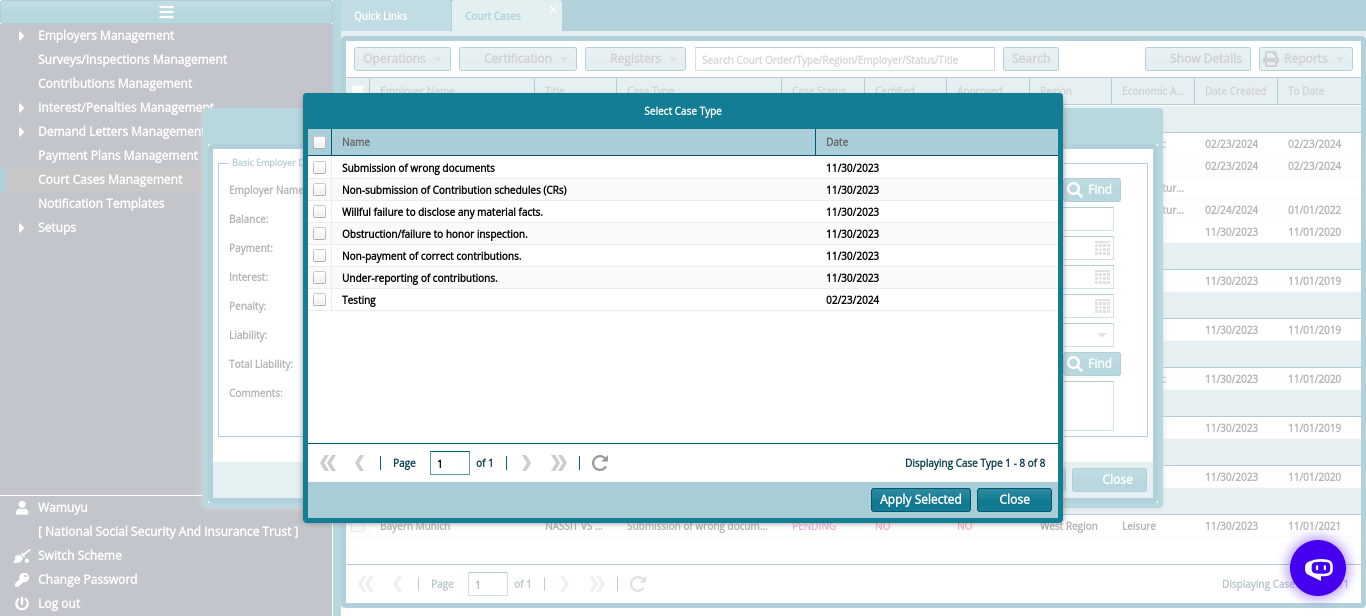 Quick Links
Court Cases
Employers Management
Surveys/Inspections Management
Contributions Management
Interest/Penalties Management
Demand Letters Management
Payment Plans Management
Court Cases Management
Notification Templates
Setups
Wamuyu
[ National Social Security And Insurance Trust ]
Switch Scheme
Change Password
Log out
Operations Certification Registers Search Court Order/Type/Region/Employer/Status/Title Search Show Details Reports
Employer Name Title Case Type Case Status Certified Approved Region Economic A... Date Created To Date
Select Case Type
Name Date
Submission of wrong documents 11/30/2023
Non-submission of Contribution schedules (CRs) 11/30/2023
Willful failure to disclose any material facts. 11/30/2023
Obstruction/failure to honor inspection. 11/30/2023
Non-payment of correct contributions. 11/30/2023
Under-reporting of contributions. 11/30/2023
Testing 02/23/2024
Page 1 of 1 Displaying Case Type 1 - 8 of 8
Apply Selected Close
Basic Employer
Employer Name
Balance:
Payment:
Interest:
Penalty:
Liability:
Total Liability:
Comments:
Find
Find
Close
02/23/2024 02/23/2024
02/23/2024 02/23/2024
tur...
tur... 02/24/2024 01/01/2022
11/30/2023 11/01/2020
11/30/2023 11/01/2019
11/30/2023 11/01/2019
11/30/2023 11/01/2020
11/30/2023 11/01/2019
11/30/2023 11/01/2020
Bayern Munich NASSIT VS ... Submission of wrong docum... PENDING NO NO West Region Leisure 11/30/2023 11/01/2021
Page 1 of 1 Displaying Case